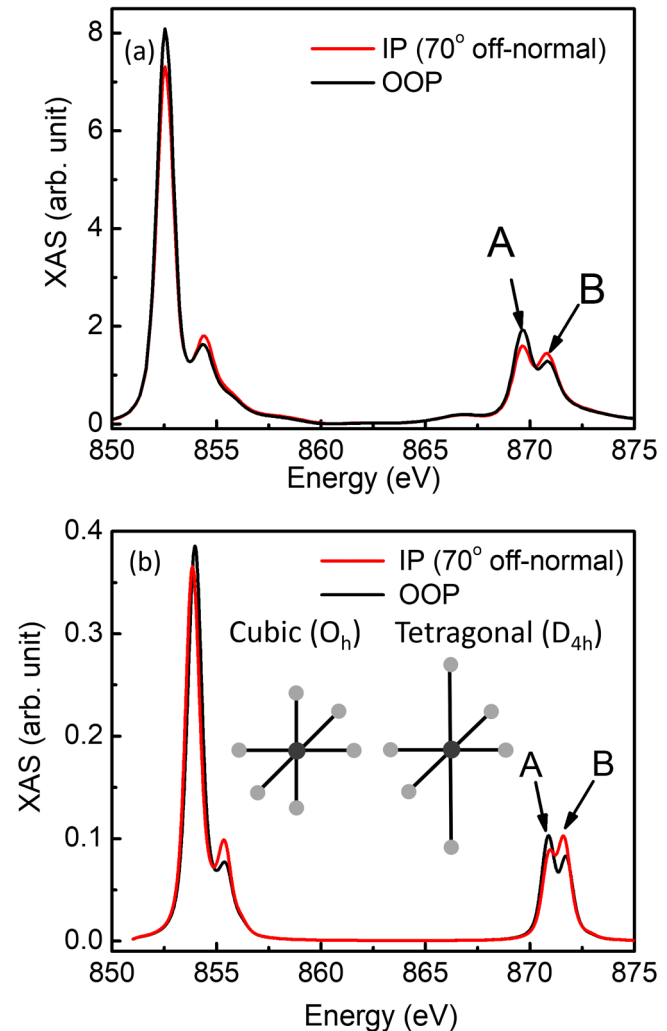 (a)
IP (70° off-normal)
OOP
XAS (arb. unit)
8
6
4
2
0
A
B
850 855 860 865 870 875
Energy (eV)
(b)
IP (70° off-normal)
OOP
Cubic (Oₕ) Tetragonal (D₄ₕ)
XAS (arb. unit)
0.4
0.3
0.2
0.1
0.0
A
B
850 855 860 865 870 875
Energy (eV)